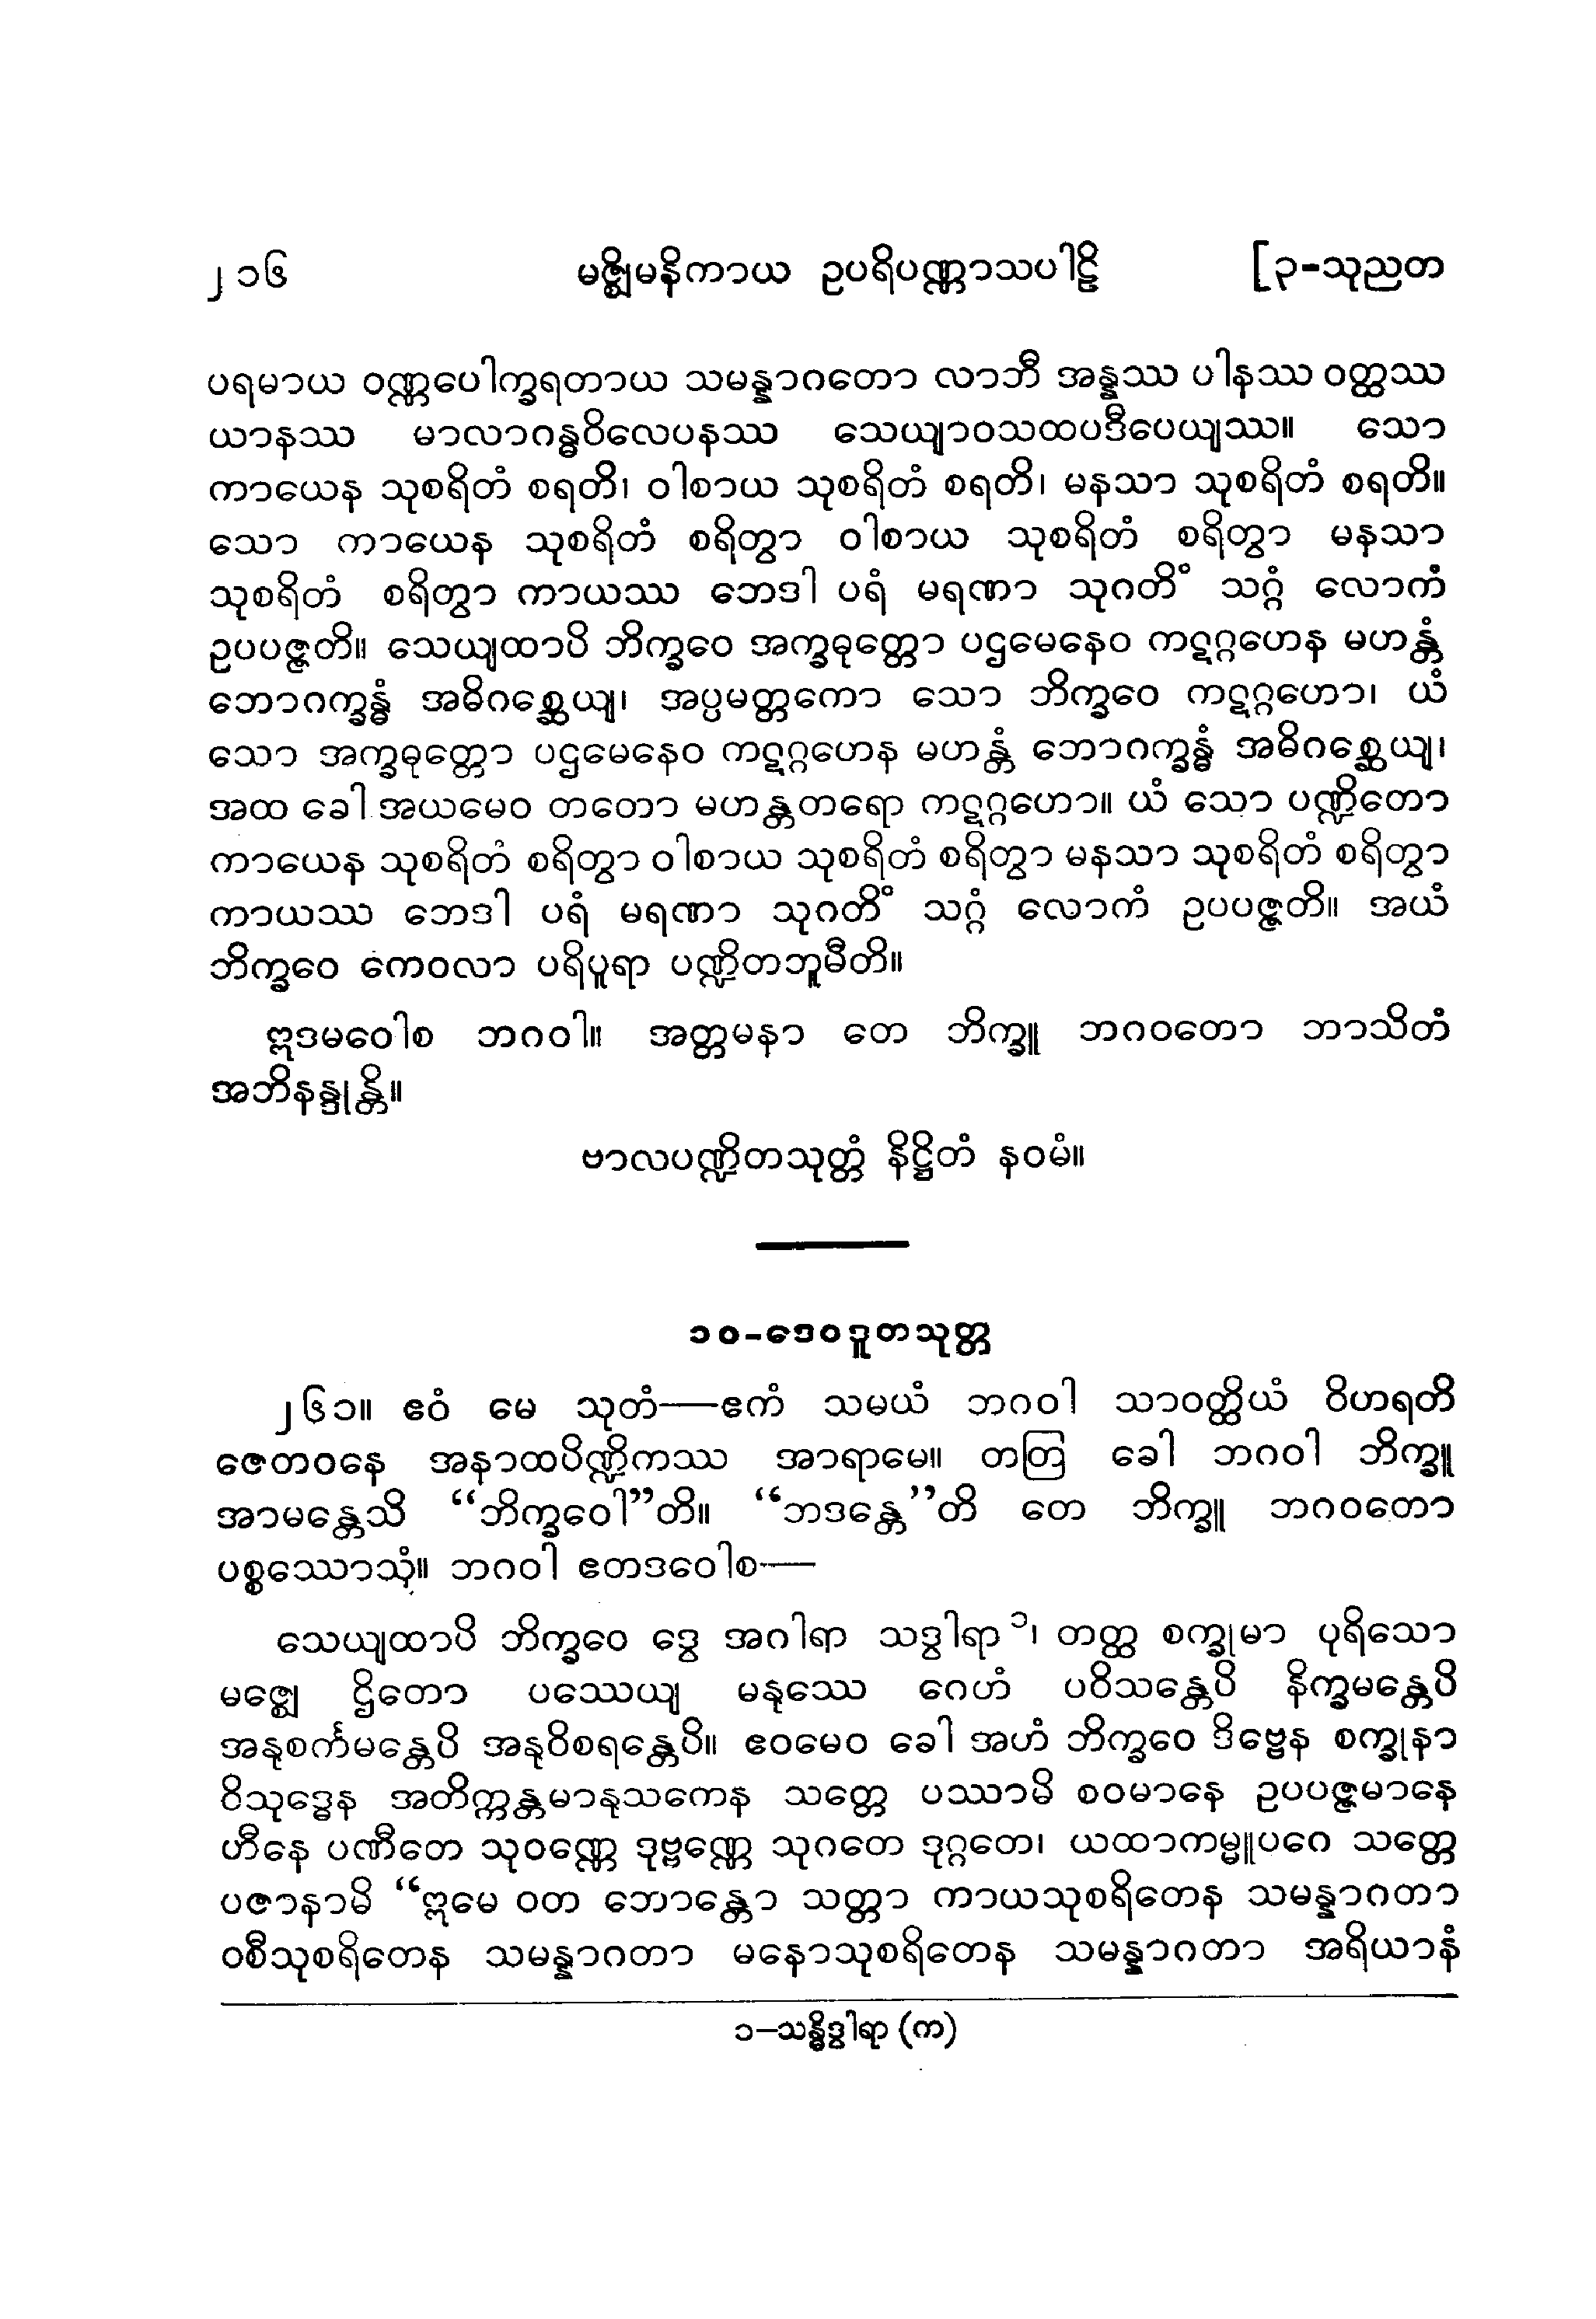 ၂၁၆ မဇ္ဈိမနိကာယ ဥပရိပဏ္ဏာသပါဠိ [၃-သုညတ
ပရမာယ ဝဏ္ဏပေါက္ခရတာယ သမန္နာဂတော လာဘီ အန္နဿ ပါနဿ ဝတ္ထဿ
ယာနဿ မာလာဂန္ဓဝိလေပနဿ သေယျာဝသထပဒီပေယျဿ။ သော
ကာယေန သုစရိတံ စရတိ၊ ဝါစာယ သုစရိတံ စရတိ၊ မနသာ သုစရိတံ စရတိ။
သော ကာယေန သုစရိတံ စရိတွာ ဝါစာယ သုစရိတံ စရိတွာ မနသာ
သုစရိတံ စရိတွာ ကာယဿ ဘေဒါ ပရံ မရဏာ သုဂတိံ သဂ္ဂံ လောကံ
ဥပပဇ္ဇတိ။ သေယျထာပိ ဘိက္ခဝေ အက္ခဓုတ္တော ပဌမေနေဝ ကဋဂ္ဂဟေန မဟန္တံ
ဘောဂက္ခန္ဓံ အဓိဂစ္ဆေယျ၊ အပ္ပမတ္တကော သော ဘိက္ခဝေ ကဋဂ္ဂဟော၊ ယံ
သော အက္ခဓုတ္တော ပဌမေနေဝ ကဋဂ္ဂဟေန မဟန္တံ ဘောဂက္ခန္ဓံ အဓိဂစ္ဆေယျ၊
အထ ခေါ အယမေဝ တတော မဟန္တတရော ကဋဂ္ဂဟော။ ယံ သော ပဏ္ဍိတော
ကာယေန သုစရိတံ စရိတွာ ဝါစာယ သုစရိတံ စရိတွာ မနသာ သုစရိတံ စရိတွာ
ကာယဿ ဘေဒါ ပရံ မရဏာ သုဂတိံ သဂ္ဂံ လောကံ ဥပပဇ္ဇတိ။ အယံ
ဘိက္ခဝေ ကေဝလာ ပရိပူရာ ပဏ္ဍိတဘူမီတိ။
ဣဒမဝေါစ ဘဂဝါ။ အတ္တမနာ တေ ဘိက္ခူ ဘဂဝတော ဘာသိတံ
အဘိနန္ဒုန္တိ။
ဗာလပဏ္ဍိတသုတ္တံ နိဋ္ဌိတံ နဝမံ။
၁၀-ဒေဝဒူတသုတ္တ
၂၆၁။ ဧဝံ မေ သုတံ—ဧကံ သမယံ ဘဂဝါ သာဝတ္ထိယံ ဝိဟရတိ
ဇေတဝနေ အနာထပိဏ္ဍိကဿ အာရာမေ။ တတြ ခေါ ဘဂဝါ ဘိက္ခူ
အာမန္တေသိ “ဘိက္ခဝေါ”တိ။ “ဘဒန္တေ”တိ တေ ဘိက္ခူ ဘဂဝတော
ပစ္စဿောသုံ။ ဘဂဝါ ဧတဒဝေါစ—
သေယျထာပိ ဘိက္ခဝေ ဒွေ အဂါရာ သဒွါရာ၁၊ တတ္ထ စက္ခုမာ ပုရိသော
မဇ္ဈေ ဌိတော ပဿေယျ မနုဿေ ဂေဟံ ပဝိသန္တေပိ နိက္ခမန္တေပိ
အနုစင်္ကမန္တေပိ အနုဝိစရန္တေပိ။ ဧဝမေဝ ခေါ အဟံ ဘိက္ခဝေ ဒိဗ္ဗေန စက္ခုနာ
ဝိသုဒ္ဓေန အတိက္ကန္တမာနုသကေန သတ္တေ ပဿာမိ စဝမာနေ ဥပပဇ္ဇမာနေ
ဟီနေ ပဏီတေ သုဝဏ္ဏေ ဒုဗ္ဗဏ္ဏေ သုဂတေ ဒုဂ္ဂတေ၊ ယထာကမ္မူပဂေ သတ္တေ
ပဇာနာမိ “ဣမေ ဝတ ဘောန္တော သတ္တာ ကာယသုစရိတေန သမန္နာဂတာ
ဝစီသုစရိတေန သမန္နာဂတာ မနောသုစရိတေန သမန္နာဂတာ အရိယာနံ
၁—သန္ဓိဒွါရာ (က)